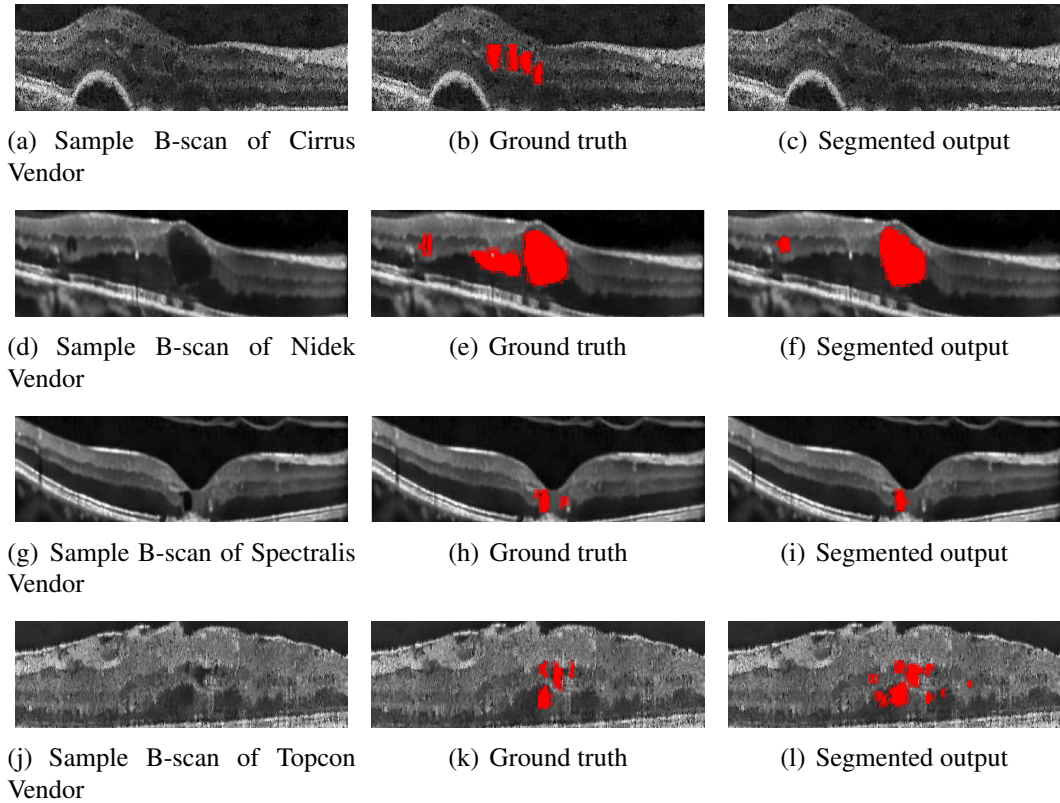 (a) Sample B-scan of Cirrus
Vendor
(b) Ground truth
(c) Segmented output
(d) Sample B-scan of Nidek
Vendor
(e) Ground truth
(f) Segmented output
(g) Sample B-scan of Spectralis
Vendor
(h) Ground truth
(i) Segmented output
(j) Sample B-scan of Topcon
Vendor
(k) Ground truth
(l) Segmented output